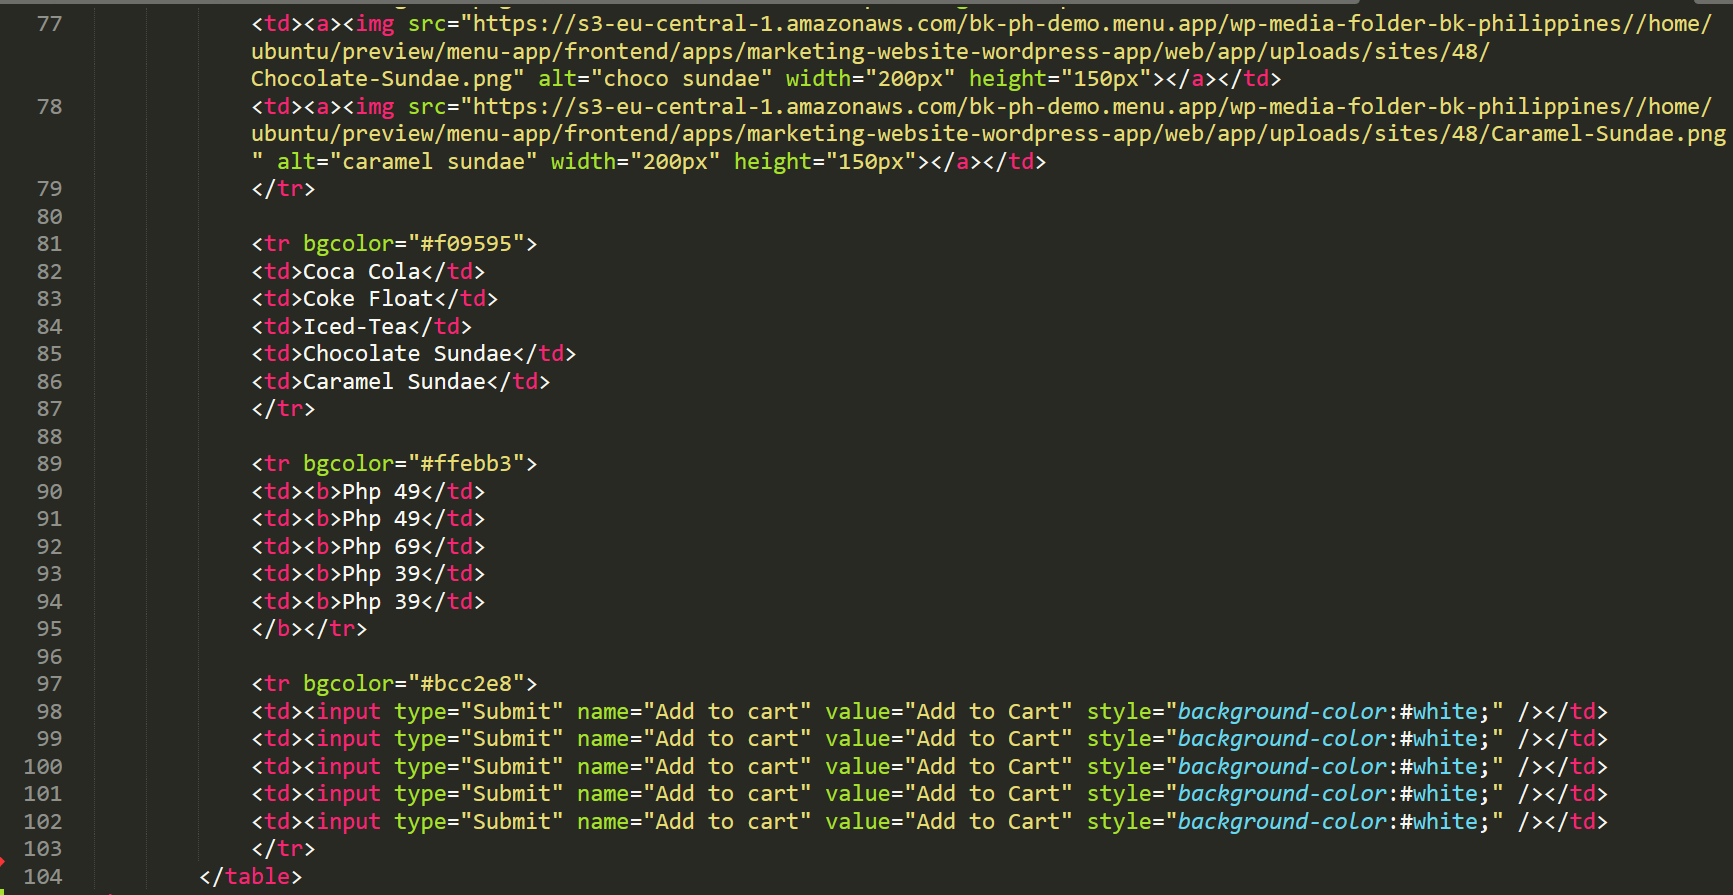 77 <td><a><img src="https://s3-eu-central-1.amazonaws.com/bk-ph-demo.menu.app/wp-media-folder-bk-philippines//home/
ubuntu/preview/menu-app/frontend/apps/marketing-website-wordpress-app/web/app/uploads/sites/48/
Chocolate-Sundae.png" alt="choco sundae" width="200px" height="150px"></a></td>
78 <td><a><img src="https://s3-eu-central-1.amazonaws.com/bk-ph-demo.menu.app/wp-media-folder-bk-philippines//home/
ubuntu/preview/menu-app/frontend/apps/marketing-website-wordpress-app/web/app/uploads/sites/48/Caramel-Sundae.png
" alt="caramel sundae" width="200px" height="150px"></a></td>
79 </tr>
80
81 <tr bgcolor="#f09595">
82 <td>Coca Cola</td>
83 <td>Coke Float</td>
84 <td>Iced-Tea</td>
85 <td>Chocolate Sundae</td>
86 <td>Caramel Sundae</td>
87 </tr>
88
89 <tr bgcolor="#ffebb3">
90 <td><b>Php 49</td>
91 <td><b>Php 49</td>
92 <td><b>Php 69</td>
93 <td><b>Php 39</td>
94 <td><b>Php 39</td>
95 </b></tr>
96
97 <tr bgcolor="#bcc2e8">
98 <td><input type="Submit" name="Add to cart" value="Add to Cart" style="background-color:#white;" /></td>
99 <td><input type="Submit" name="Add to cart" value="Add to Cart" style="background-color:#white;" /></td>
100 <td><input type="Submit" name="Add to cart" value="Add to Cart" style="background-color:#white;" /></td>
101 <td><input type="Submit" name="Add to cart" value="Add to Cart" style="background-color:#white;" /></td>
102 <td><input type="Submit" name="Add to cart" value="Add to Cart" style="background-color:#white;" /></td>
103 </tr>
104 </table>